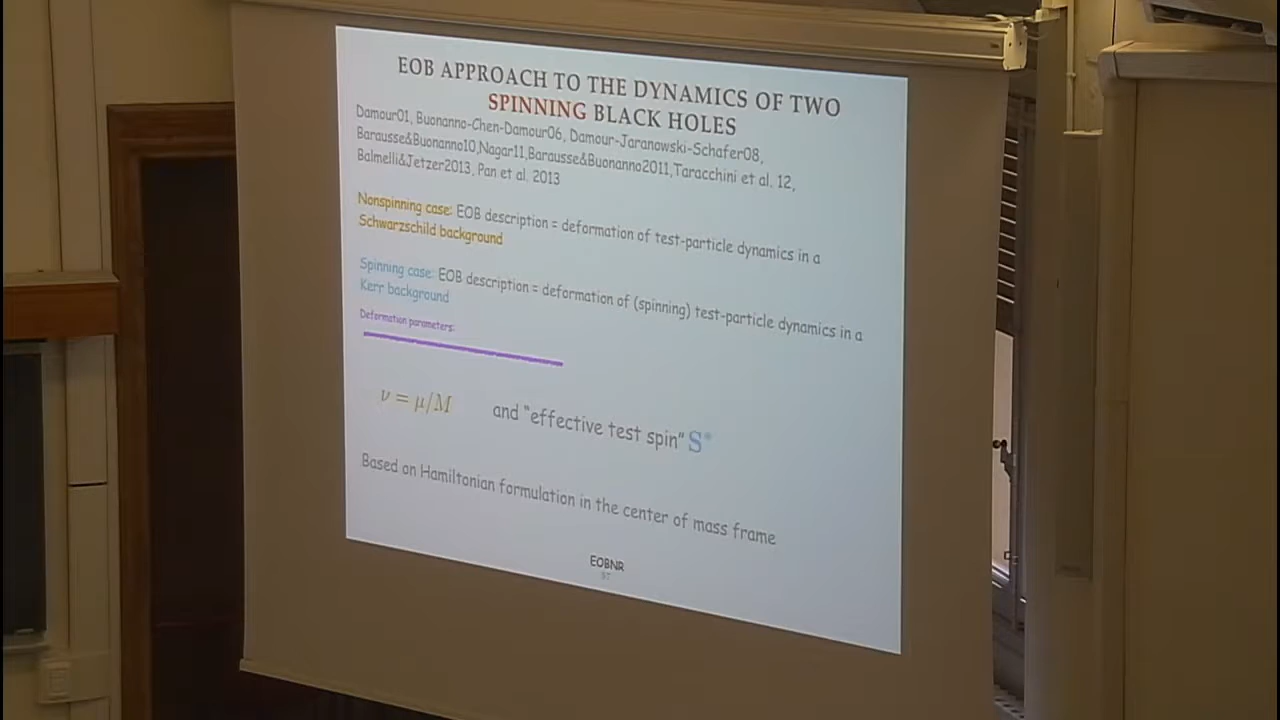 EOB APPROACH TO THE DYNAMICS OF TWO
SPINNING BLACK HOLES
Damour01, Buonanno-Chen-Damour06, Damour-Jaranowski-Schafer08,
Barausse&Buonanno10,Nagar11,Barausse&Buonanno2011,Taracchini et al. 12,
Balmelli&Jetzer2013, Pan et al. 2013
Nonspinning case: EOB description = deformation of test-particle dynamics in a
Schwarzschild background
Spinning case: EOB description = deformation of (spinning) test-particle dynamics in a
Kerr background
Deformation parameters:
ν = μ/M and "effective test spin" S*
Based on Hamiltonian formulation in the center of mass frame
EOBNR